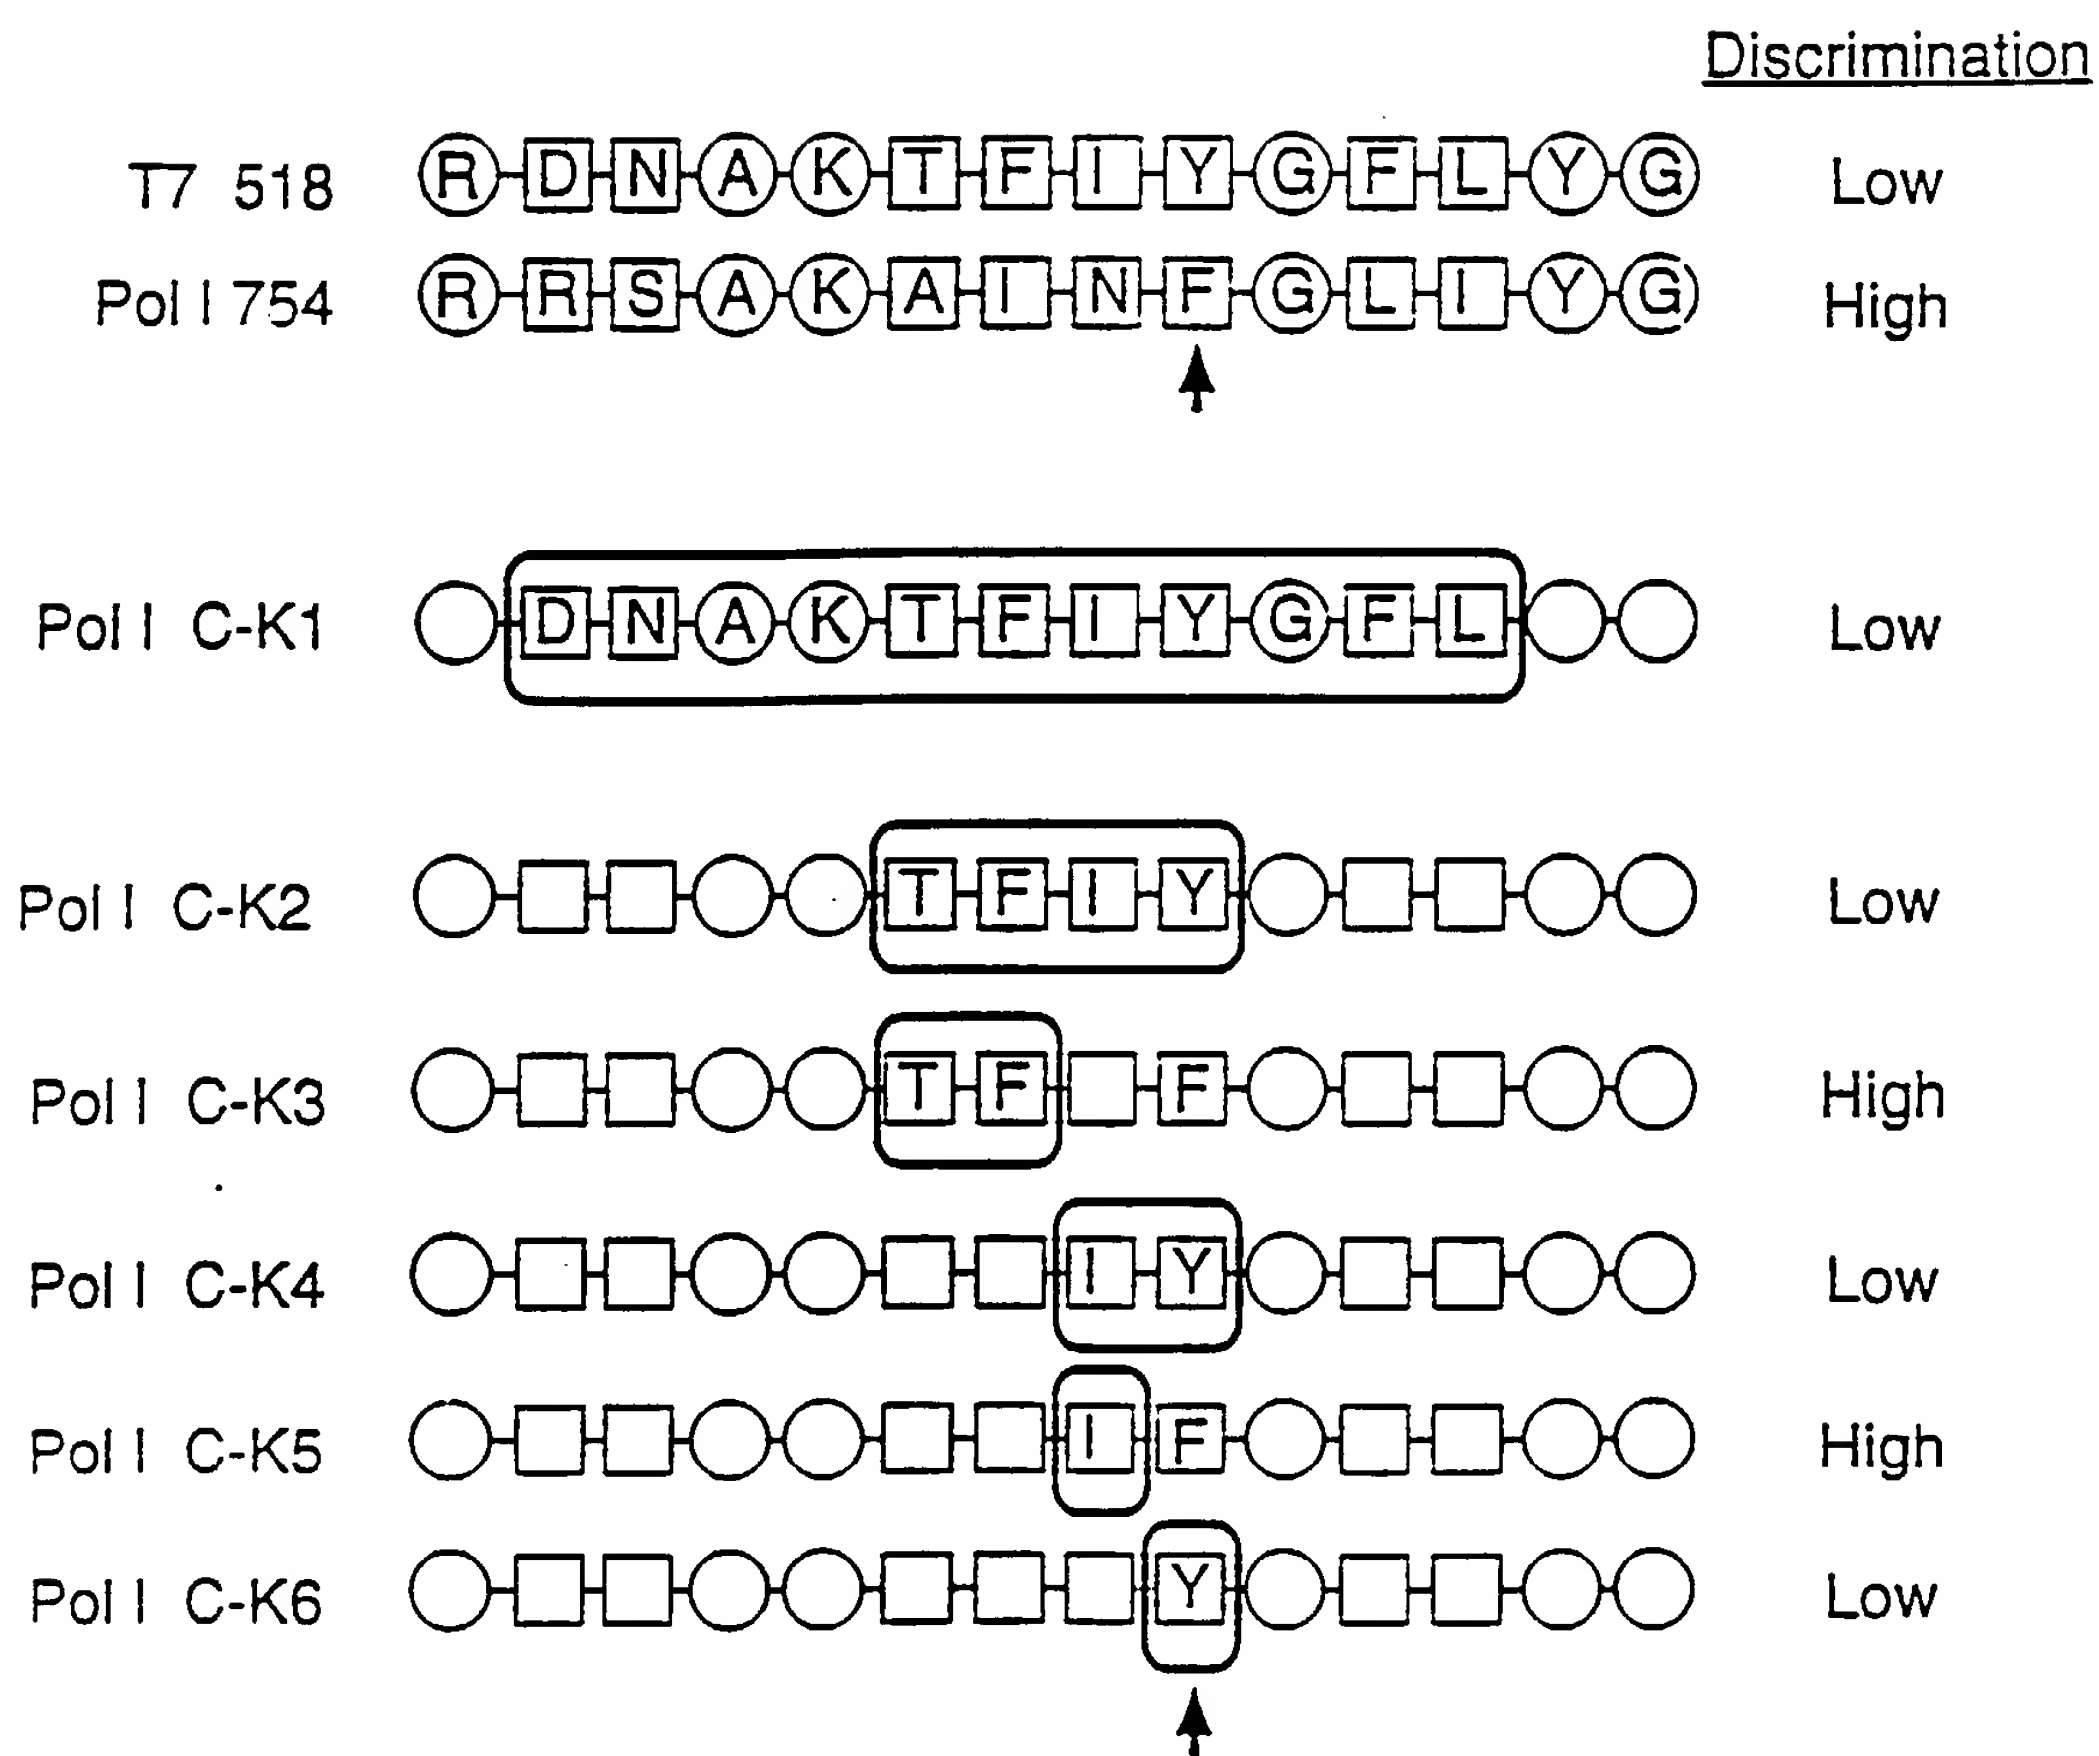 Discrimination
T7 518 R D N A K T F I Y G F L Y G Low
Pol I 754 R R S A K A I N F G L I Y G High
Pol I C-K1 D N A K T F I Y G F L Low
Pol I C-K2 T F I Y Low
Pol I C-K3 T F F High
Pol I C-K4 I Y Low
Pol I C-K5 I F High
Pol I C-K6 Y Low